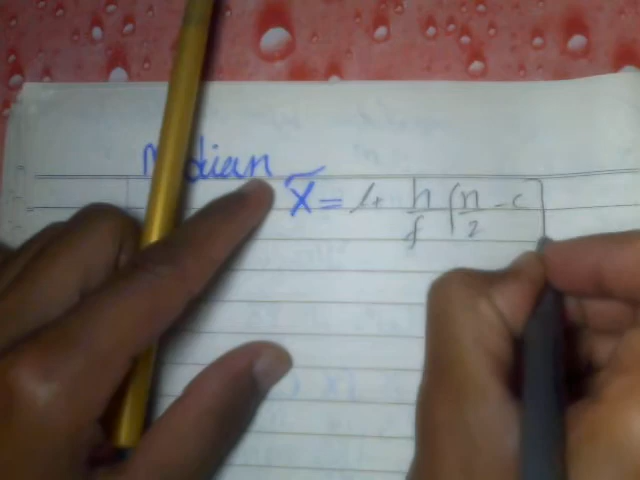 Median
X̃ = l + h/f (n/2 - c